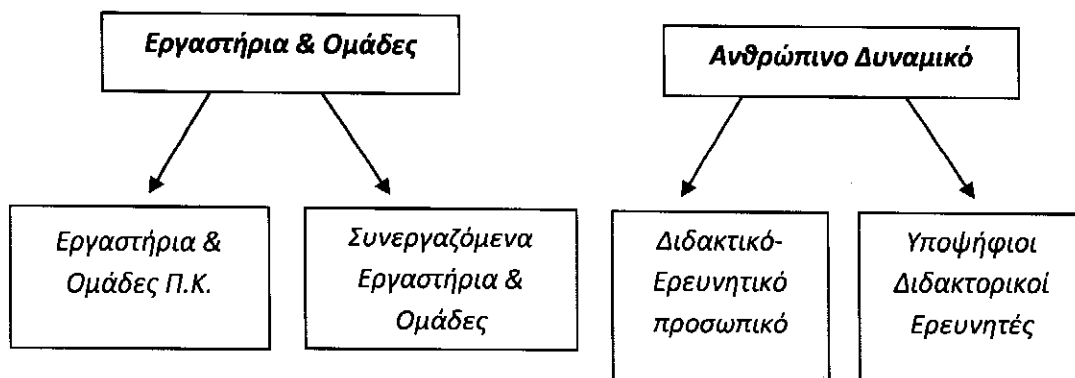 Εργαστήρια & Ομάδες
Ανθρώπινο Δυναμικό
Εργαστήρια &
Ομάδες Π.Κ.
Συνεργαζόμενα
Εργαστήρια &
Ομάδες
Διδακτικό-
Ερευνητικό
προσωπικό
Υποψήφιοι
Διδακτορικοί
Ερευνητές